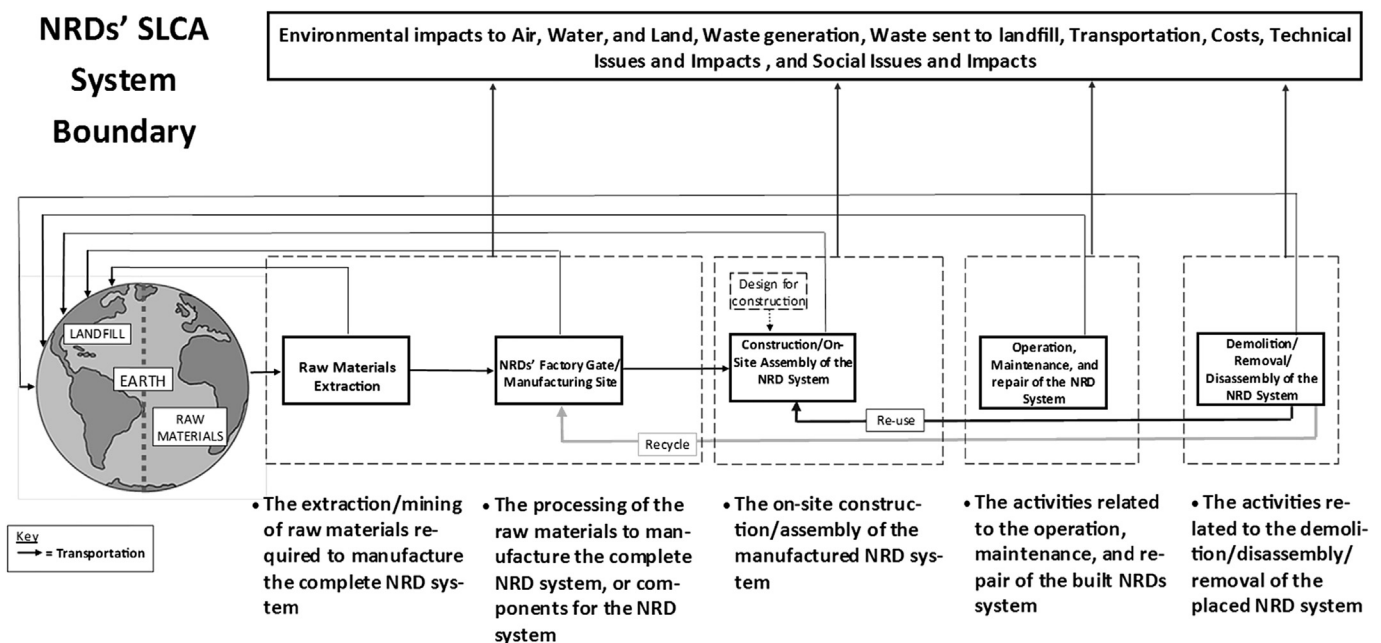 NRDs’ SLCA
System
Boundary
Environmental impacts to Air, Water, and Land, Waste generation, Waste sent to landfill, Transportation, Costs, Technical
Issues and Impacts , and Social Issues and Impacts
Design for
construction
LANDFILL
EARTH
RAW
MATERIALS
Raw Materials
Extraction
NRDs’ Factory Gate/
Manufacturing Site
Construction/On-
Site Assembly of the
NRD System
Operation,
Maintenance, and
repair of the NRD
System
Demolition/
Removal/
Disassembly of the
NRD System
Re-use
Recycle
Key
= Transportation
• The extraction/mining
of raw materials re-
quired to manufacture
the complete NRD sys-
tem
• The processing of the
raw materials to man-
ufacture the complete
NRD system, or com-
ponents for the NRD
system
• The on-site construc-
tion/assembly of the
manufactured NRD sys-
tem
• The activities related
to the operation,
maintenance, and re-
pair of the built NRDs
system
• The activities re-
lated to the demoli-
tion/disassembly/
removal of the
placed NRD system